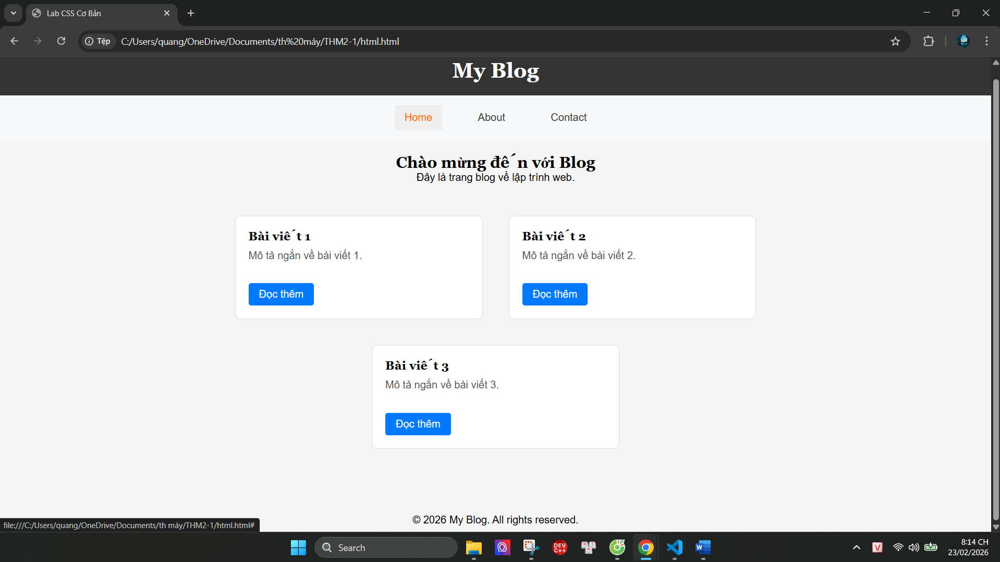 Lab CSS Cơ Bản
Tệp
C:/Users/quang/OneDrive/Documents/th%20máy/THM2-1/html.html
My Blog
Home About Contact
Chào mừng đến với Blog
Đây là trang blog về lập trình web.
Bài viết 1
Mô tả ngắn về bài viết 1.
Đọc thêm
Bài viết 2
Mô tả ngắn về bài viết 2.
Đọc thêm
Bài viết 3
Mô tả ngắn về bài viết 3.
Đọc thêm
© 2026 My Blog. All rights reserved.
file:///C:/Users/quang/OneDrive/Documents/th máy/THM2-1/html.html#
Search
DEV
C++
W
V
8:14 CH
23/02/2026